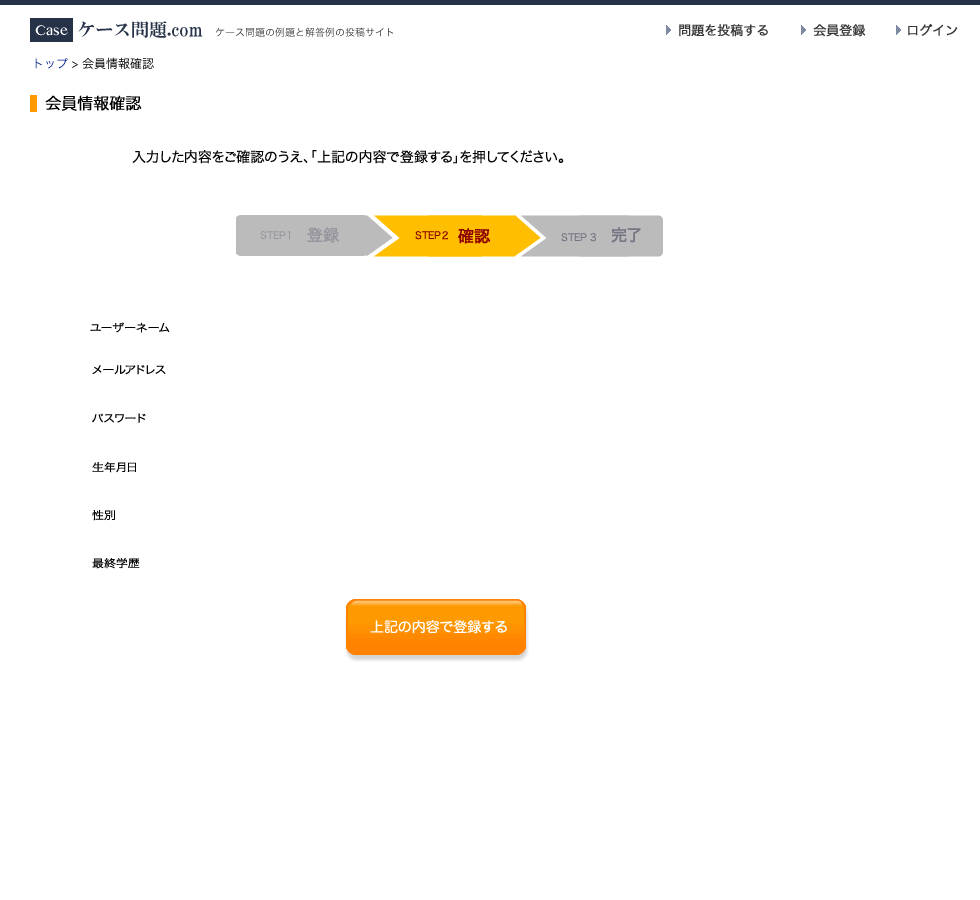 Case ケース問題.com ケース問題の例題と解答例の投稿サイト 問題を投稿する 会員登録 ログイン
トップ > 会員情報確認
会員情報確認
入力した内容をご確認のうえ、「上記の内容で登録する」を押してください。
STEP1 登録 STEP2 確認 STEP 3 完了
ユーザーネーム
メールアドレス
パスワード
生年月日
性別
最終学歴
上記の内容で登録する